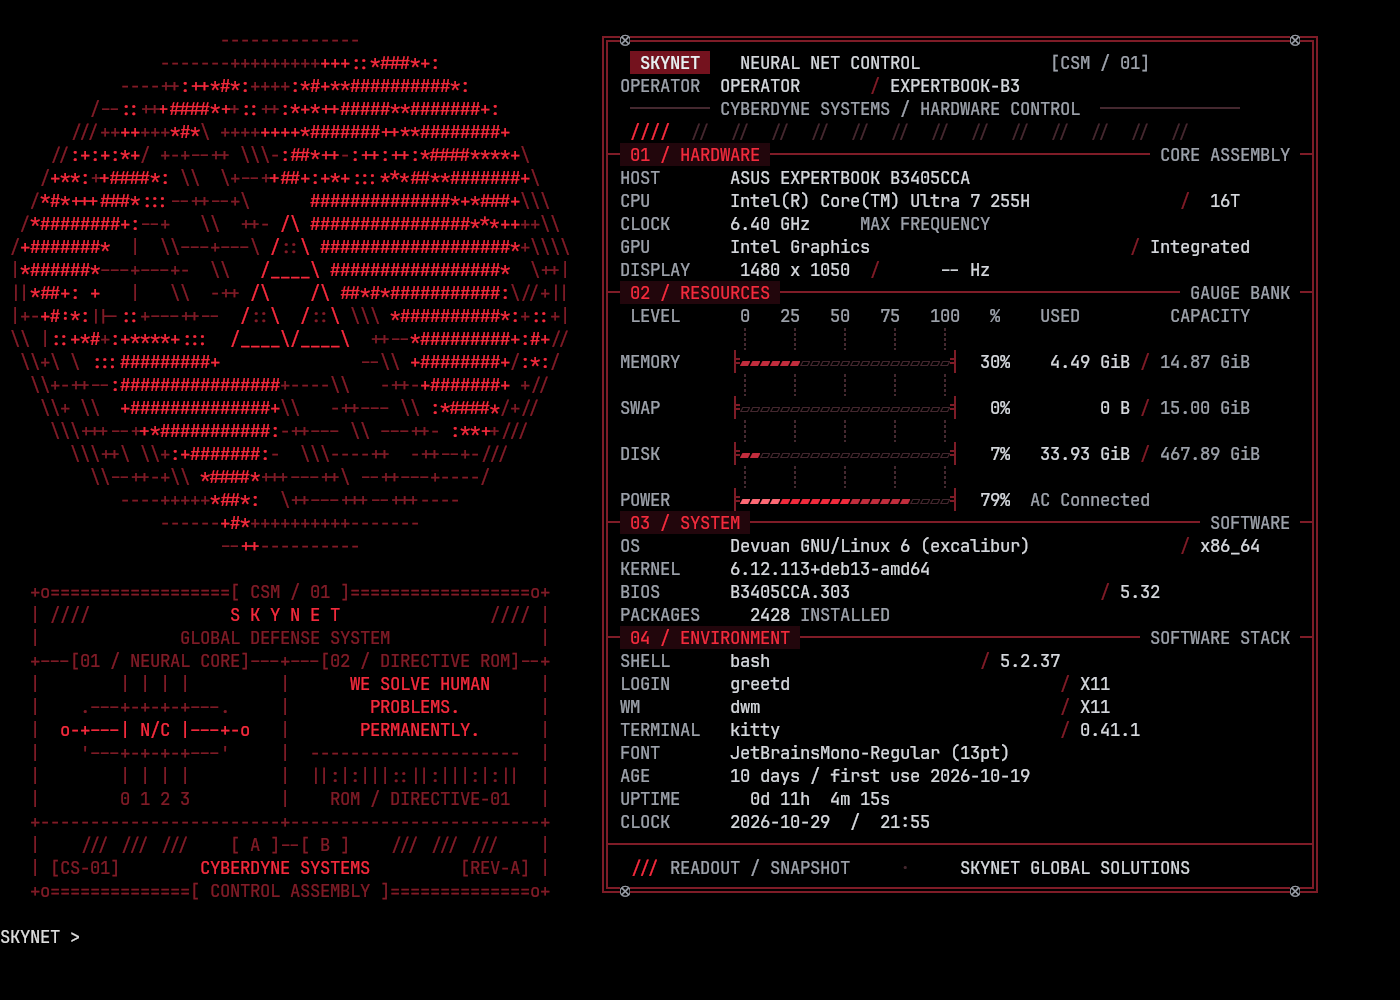 SKYNET NEURAL NET CONTROL [CSM / 01]
OPERATOR OPERATOR / EXPERTBOOK-B3
CYBERDYNE SYSTEMS / HARDWARE CONTROL
//// // // // // // // // // // // // // //
01 / HARDWARE CORE ASSEMBLY
HOST ASUS EXPERTBOOK B3405CCA
CPU Intel(R) Core(TM) Ultra 7 255H / 16T
CLOCK 6.40 GHz MAX FREQUENCY
GPU Intel Graphics / Integrated
DISPLAY 1480 x 1050 / -- Hz
02 / RESOURCES GAUGE BANK
LEVEL 0 25 50 75 100 % USED CAPACITY
MEMORY 30% 4.49 GiB / 14.87 GiB
SWAP 0% 0 B / 15.00 GiB
DISK 7% 33.93 GiB / 467.89 GiB
POWER 79% AC Connected
03 / SYSTEM SOFTWARE
OS Devuan GNU/Linux 6 (excalibur) / x86_64
KERNEL 6.12.113+deb13-amd64
BIOS B3405CCA.303 / 5.32
PACKAGES 2428 INSTALLED
04 / ENVIRONMENT SOFTWARE STACK
SHELL bash / 5.2.37
LOGIN greetd / X11
WM dwm / X11
TERMINAL kitty / 0.41.1
FONT JetBrainsMono-Regular (13pt)
AGE 10 days / first use 2026-10-19
UPTIME 0d 11h 4m 15s
CLOCK 2026-10-29 / 21:55
/// READOUT / SNAPSHOT · SKYNET GLOBAL SOLUTIONS
[ CSM / 01 ]
//// S K Y N E T ////
GLOBAL DEFENSE SYSTEM
[01 / NEURAL CORE] [02 / DIRECTIVE ROM]
WE SOLVE HUMAN
PROBLEMS.
N/C PERMANENTLY.
0 1 2 3 ROM / DIRECTIVE-01
/// /// /// [ A ]--[ B ] /// /// ///
[CS-01] CYBERDYNE SYSTEMS [REV-A]
[ CONTROL ASSEMBLY ]
SKYNET >